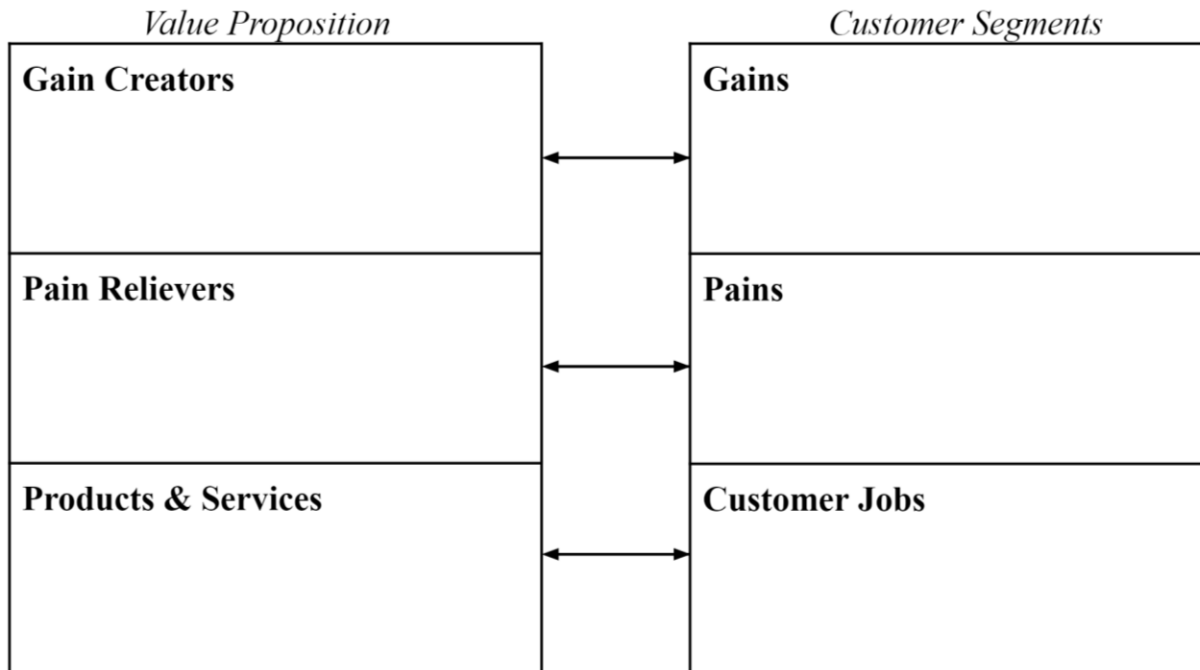 Value Proposition
Customer Segments
Gain Creators
Gains
Pain Relievers
Pains
Products & Services
Customer Jobs